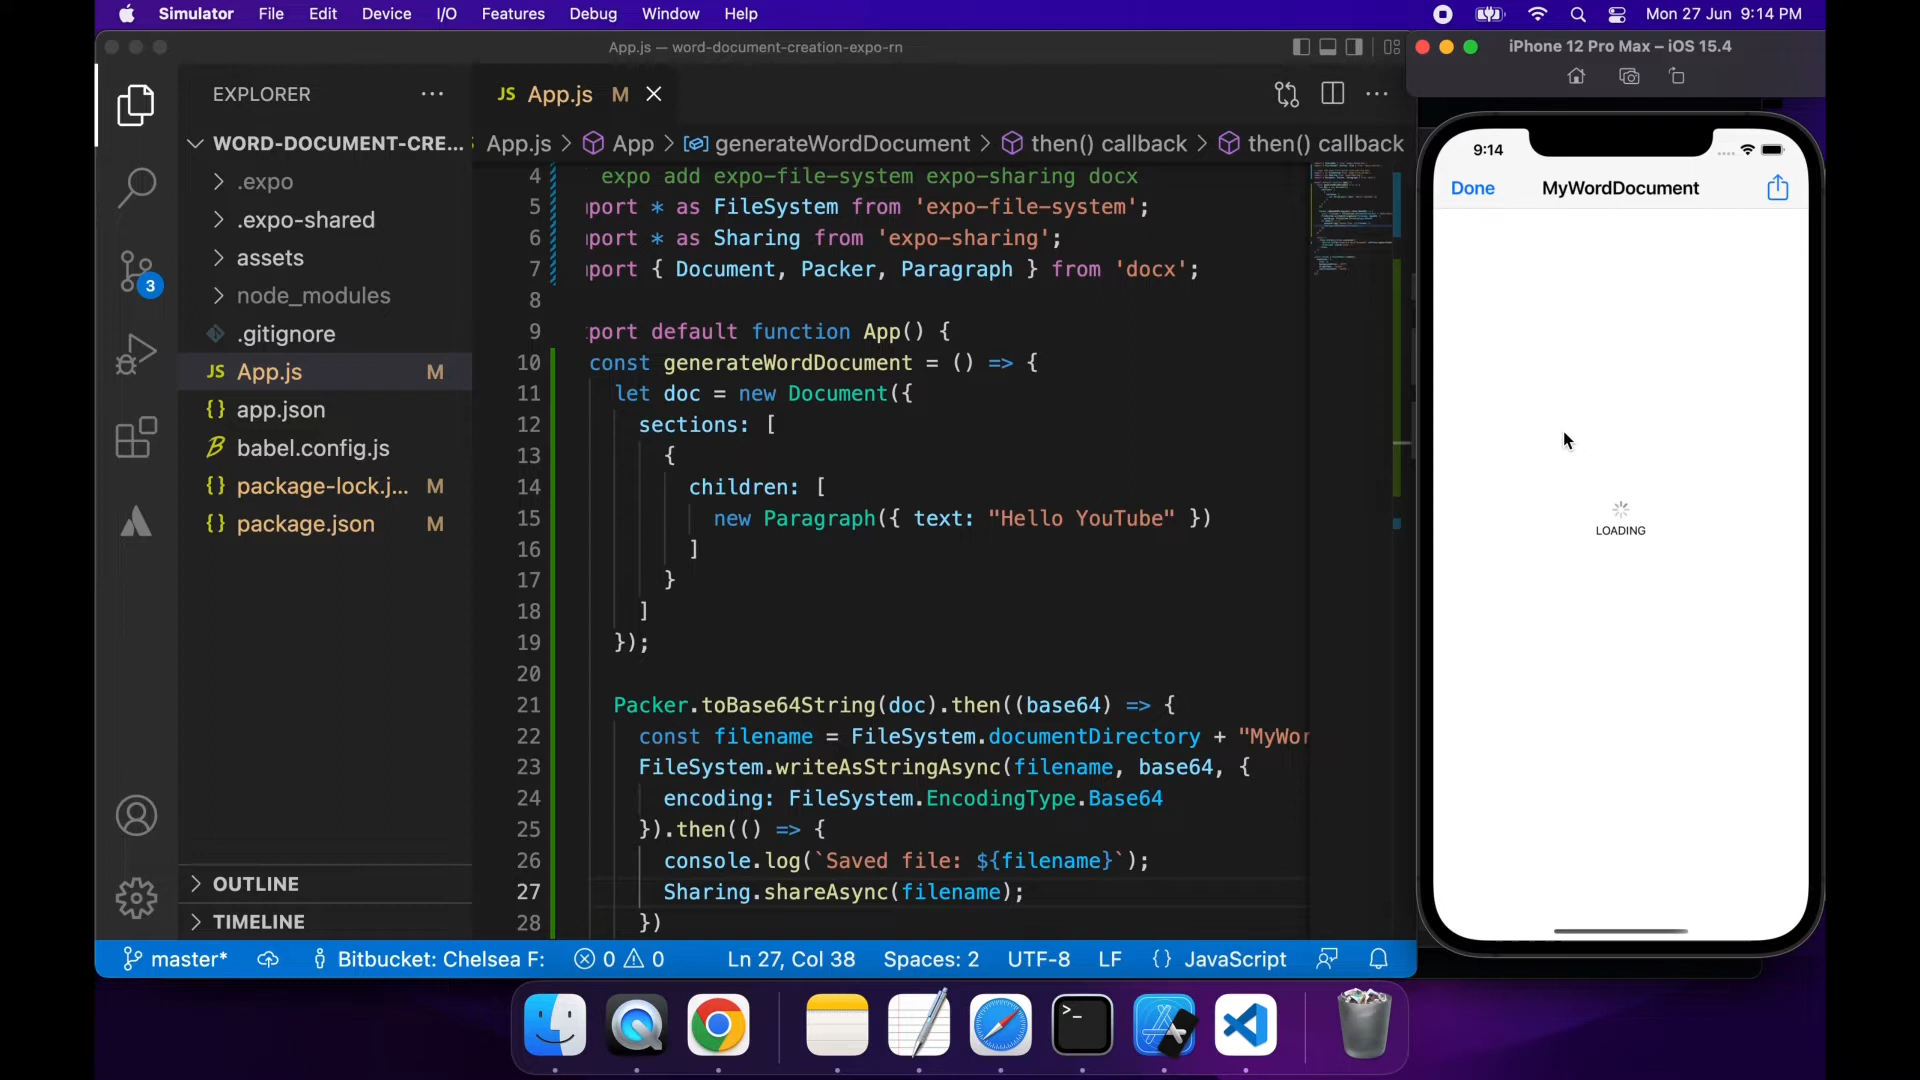 Simulator File Edit Device I/O Features Debug Window Help
Mon 27 Jun 9:14 PM
App.js — word-document-creation-expo-rn
iPhone 12 Pro Max – iOS 15.4
EXPLORER
JS App.js M
WORD-DOCUMENT-CRE...
App.js > App > generateWordDocument > then() callback > then() callback
.expo
.expo-shared
assets
node_modules
.gitignore
JS App.js M
{} app.json
babel.config.js
{} package-lock.j... M
{} package.json M
3
OUTLINE
TIMELINE
4 expo add expo-file-system expo-sharing docx
5 port * as FileSystem from 'expo-file-system';
6 port * as Sharing from 'expo-sharing';
7 port { Document, Packer, Paragraph } from 'docx';
8
9 port default function App() {
10 const generateWordDocument = () => {
11 let doc = new Document({
12 sections: [
13 {
14 children: [
15 new Paragraph({ text: "Hello YouTube" })
16 ]
17 }
18 ]
19 });
20
21 Packer.toBase64String(doc).then((base64) => {
22 const filename = FileSystem.documentDirectory + "MyWor
23 FileSystem.writeAsStringAsync(filename, base64, {
24 encoding: FileSystem.EncodingType.Base64
25 }).then(() => {
26 console.log(`Saved file: ${filename}`);
27 Sharing.shareAsync(filename);
28 })
9:14
Done MyWordDocument
LOADING
master* Bitbucket: Chelsea F: 0 0 Ln 27, Col 38 Spaces: 2 UTF-8 LF {} JavaScript